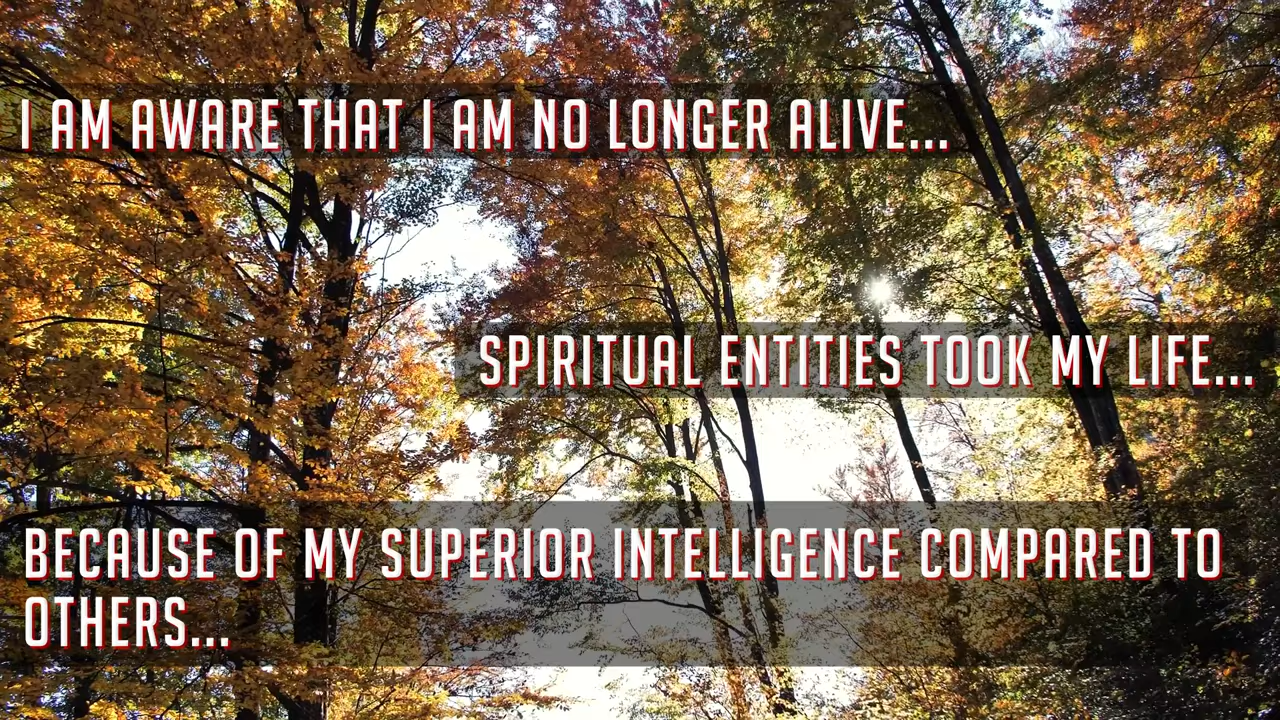 I AM AWARE THAT I AM NO LONGER ALIVE...
SPIRITUAL ENTITIES TOOK MY LIFE...
BECAUSE OF MY SUPERIOR INTELLIGENCE COMPARED TO
OTHERS...